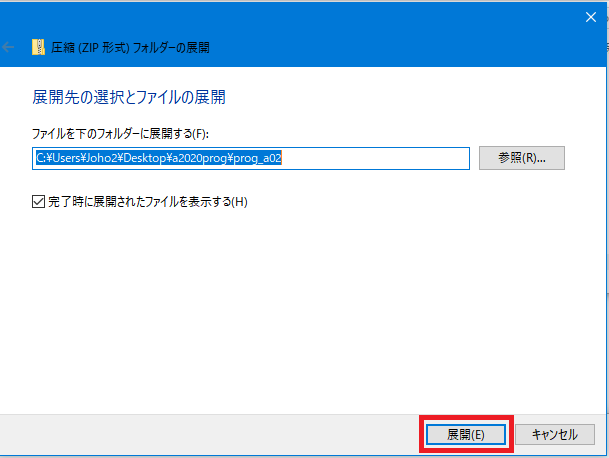 圧縮 (ZIP 形式) フォルダーの展開
展開先の選択とファイルの展開
ファイルを下のフォルダーに展開する(F):
C:¥Users¥Joho2¥Desktop¥a2020prog¥prog_a02
参照(R)...
完了時に展開されたファイルを表示する(H)
展開(E)
キャンセル